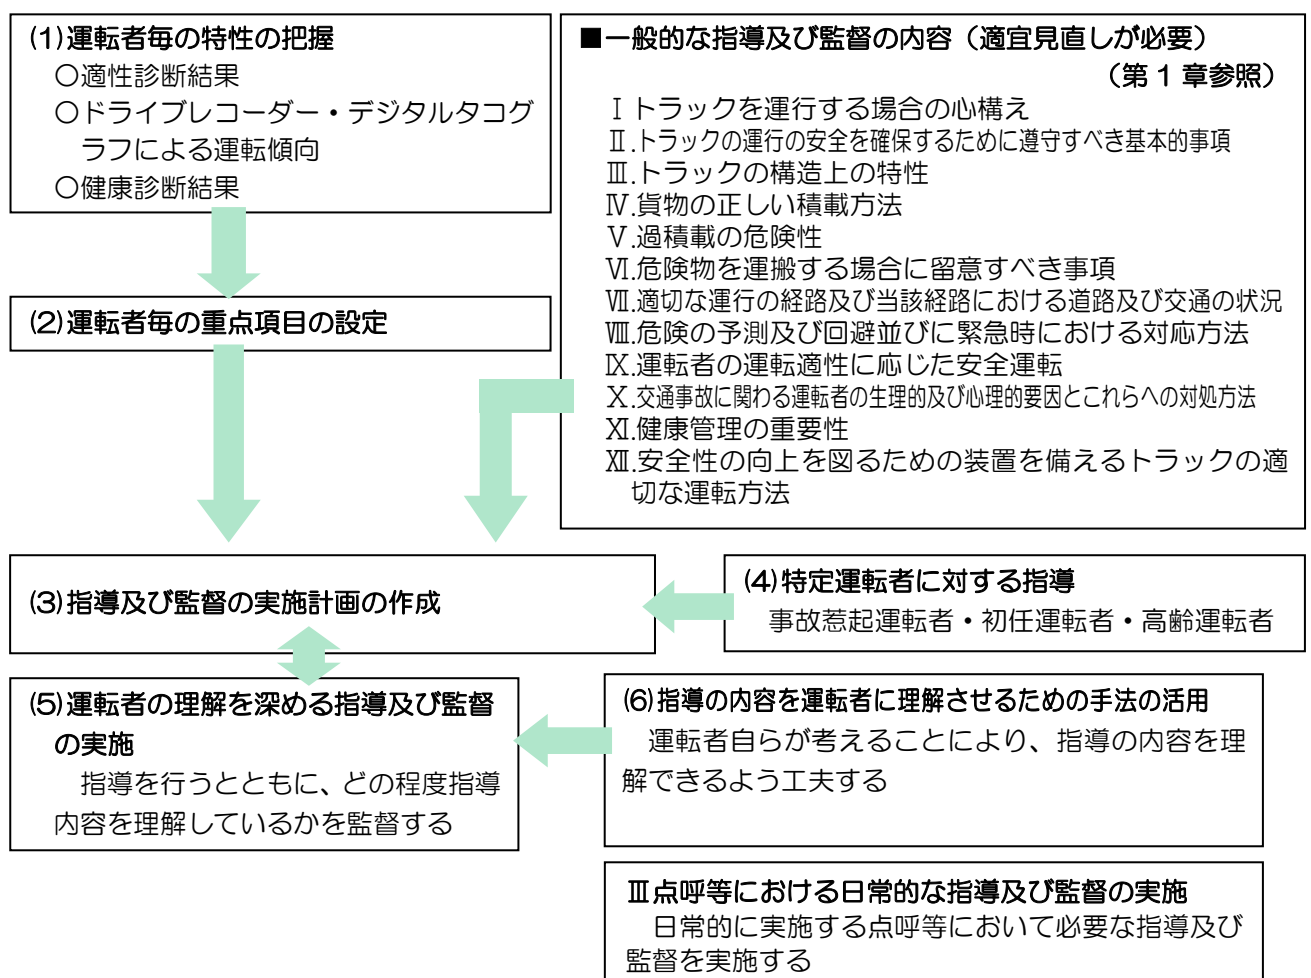 (1)運転者毎の特性の把握
〇適性診断結果
〇ドライブレコーダー・デジタルタコグ
ラフによる運転傾向
〇健康診断結果
(2)運転者毎の重点項目の設定
■一般的な指導及び監督の内容（適宜見直しが必要）
（第１章参照）
Ⅰトラックを運行する場合の心構え
Ⅱ.トラックの運行の安全を確保するために遵守すべき基本的事項
Ⅲ.トラックの構造上の特性
Ⅳ.貨物の正しい積載方法
Ⅴ.過積載の危険性
Ⅵ.危険物を運搬する場合に留意すべき事項
Ⅶ.適切な運行の経路及び当該経路における道路及び交通の状況
Ⅷ.危険の予測及び回避並びに緊急時における対応方法
Ⅸ.運転者の運転適性に応じた安全運転
Ⅹ.交通事故に関わる運転者の生理的及び心理的要因とこれらへの対処方法
Ⅺ.健康管理の重要性
Ⅻ.安全性の向上を図るための装置を備えるトラックの適
切な運転方法
(3)指導及び監督の実施計画の作成
(4)特定運転者に対する指導
事故惹起運転者・初任運転者・高齢運転者
(5)運転者の理解を深める指導及び監督
の実施
指導を行うとともに、どの程度指導
内容を理解しているかを監督する
(6)指導の内容を運転者に理解させるための手法の活用
運転者自らが考えることにより、指導の内容を理
解できるよう工夫する
Ⅲ点呼等における日常的な指導及び監督の実施
日常的に実施する点呼等において必要な指導及び
監督を実施する